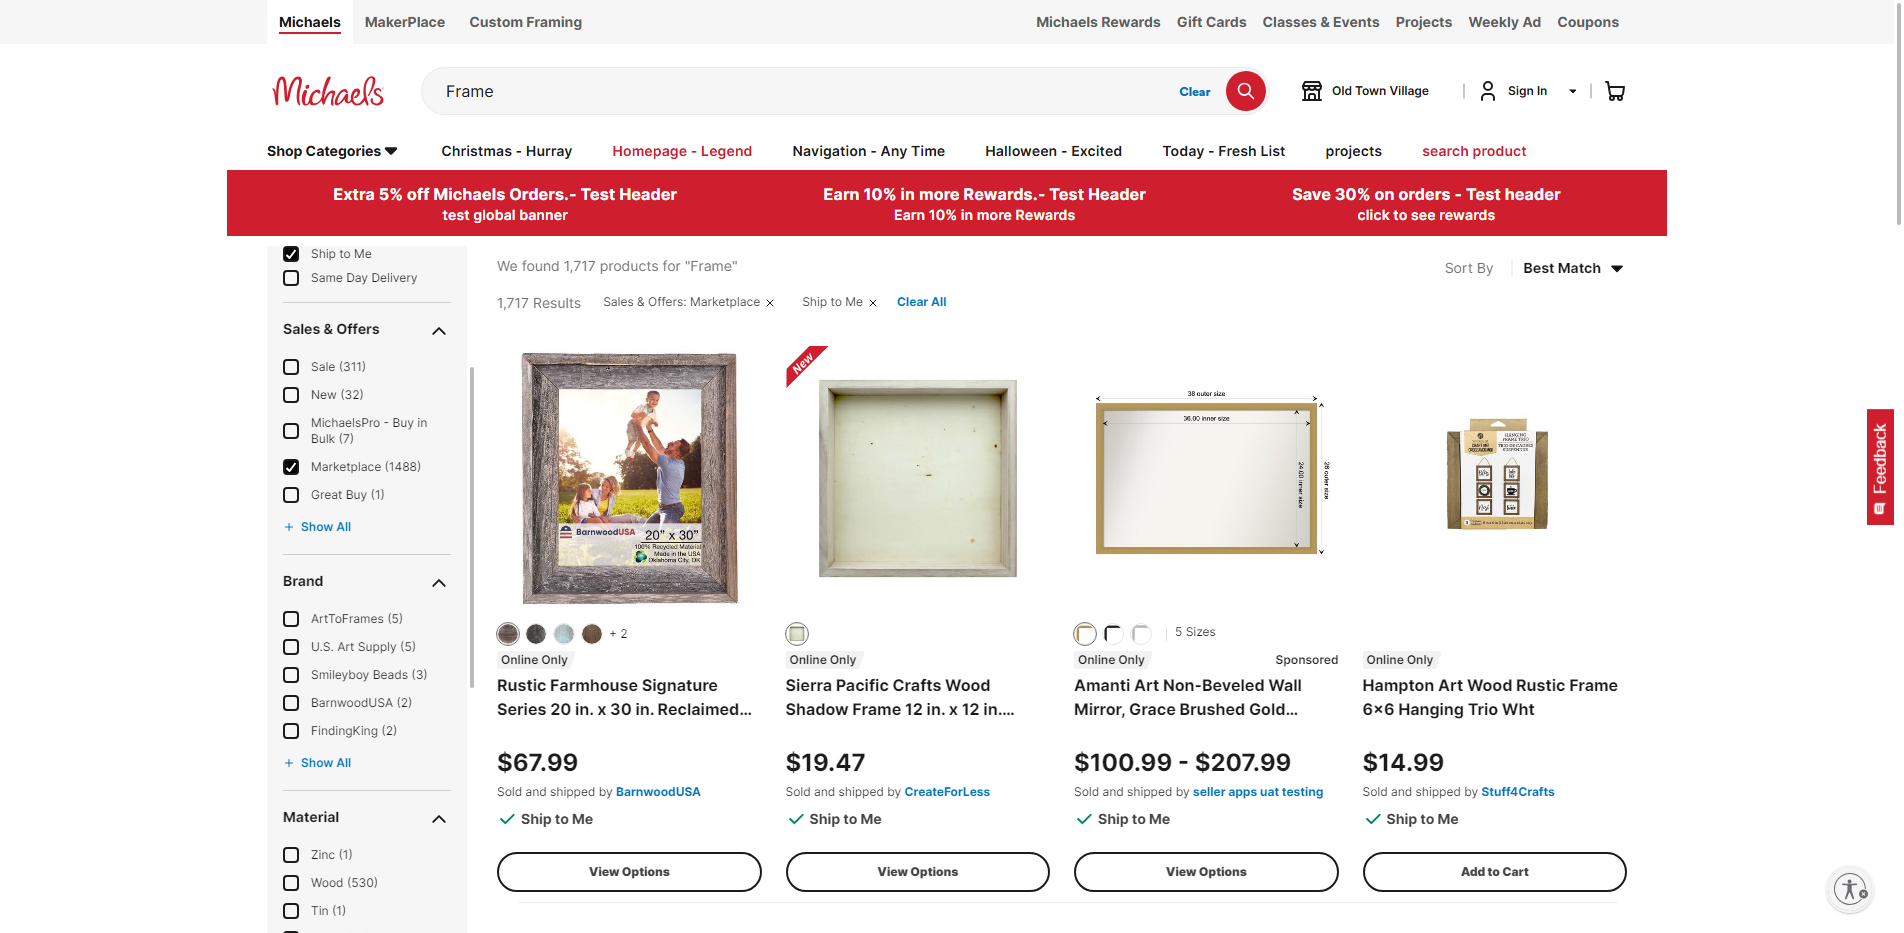 Michaels MakerPlace Custom Framing
Michaels Rewards Gift Cards Classes & Events Projects Weekly Ad Coupons
Michaels
Frame
Clear
Old Town Village
Sign In
Shop Categories Christmas - Hurray Homepage - Legend Navigation - Any Time Halloween - Excited Today - Fresh List projects search product
Extra 5% off Michaels Orders.- Test Header
test global banner
Earn 10% in more Rewards.- Test Header
Earn 10% in more Rewards
Save 30% on orders - Test header
click to see rewards
Ship to Me
Same Day Delivery
Sales & Offers
Sale (311)
New (32)
MichaelsPro - Buy in
Bulk (7)
Marketplace (1488)
Great Buy (1)
+ Show All
Brand
ArtToFrames (5)
U.S. Art Supply (5)
Smileyboy Beads (3)
BarnwoodUSA (2)
FindingKing (2)
+ Show All
Material
Zinc (1)
Wood (530)
Tin (1)
We found 1,717 products for "Frame"
Sort By Best Match
1,717 Results Sales & Offers: Marketplace × Ship to Me × Clear All
BarnwoodUSA
20" x 30"
100% Recycled Material
Made in the USA
Oklahoma City, OK
+ 2
Online Only
Rustic Farmhouse Signature
Series 20 in. x 30 in. Reclaimed...
$67.99
Sold and shipped by BarnwoodUSA
Ship to Me
View Options
New
Online Only
Sierra Pacific Crafts Wood
Shadow Frame 12 in. x 12 in....
$19.47
Sold and shipped by CreateForLess
Ship to Me
View Options
38 outer size
36.00 inner size
24.00 inner size
26 outer size
5 Sizes
Online Only
Sponsored
Amanti Art Non-Beveled Wall
Mirror, Grace Brushed Gold...
$100.99 - $207.99
Sold and shipped by seller apps uat testing
Ship to Me
View Options
HANGING
FRAME TRIO
Online Only
Hampton Art Wood Rustic Frame
6x6 Hanging Trio Wht
$14.99
Sold and shipped by Stuff4Crafts
Ship to Me
Add to Cart
Feedback